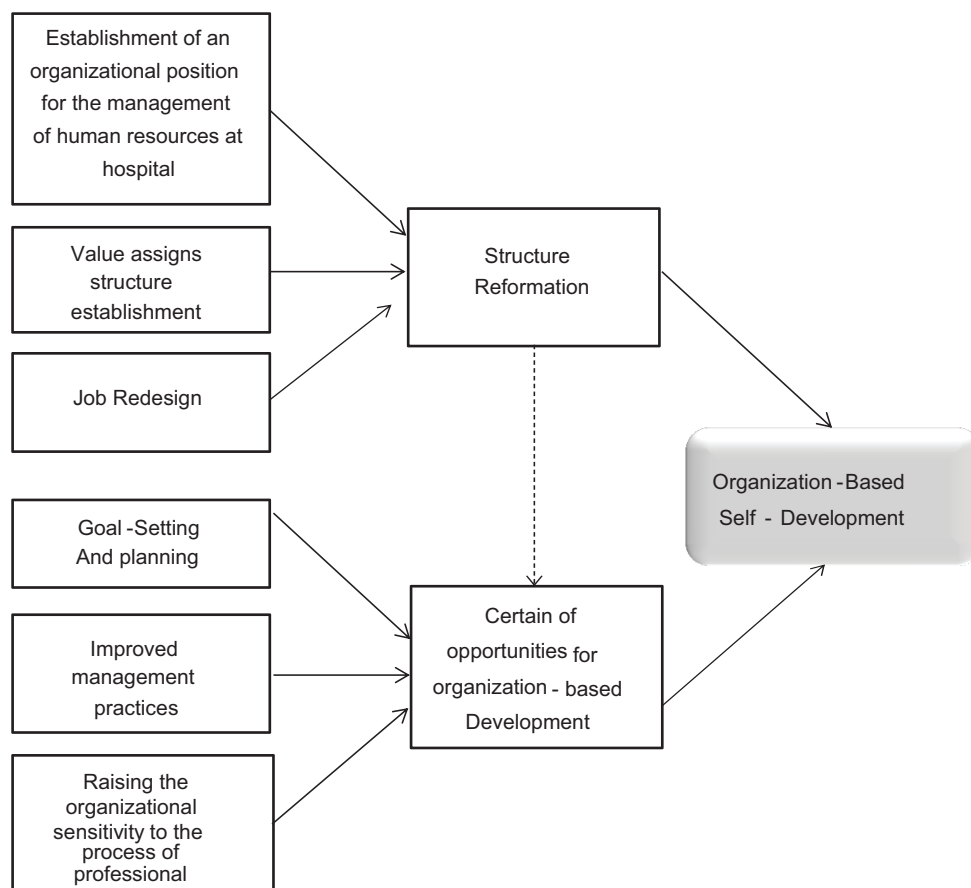 Establishment of an
organizational position
for the management
of human resources at
hospital
Value assigns
structure
establishment
Job Redesign
Structure
Reformation
Goal -Setting
And planning
Improved
management
practices
Raising the
organizational
sensitivity to the
process of
professional
Certain of
opportunities for
organization - based
Development
Organization -Based
Self - Development